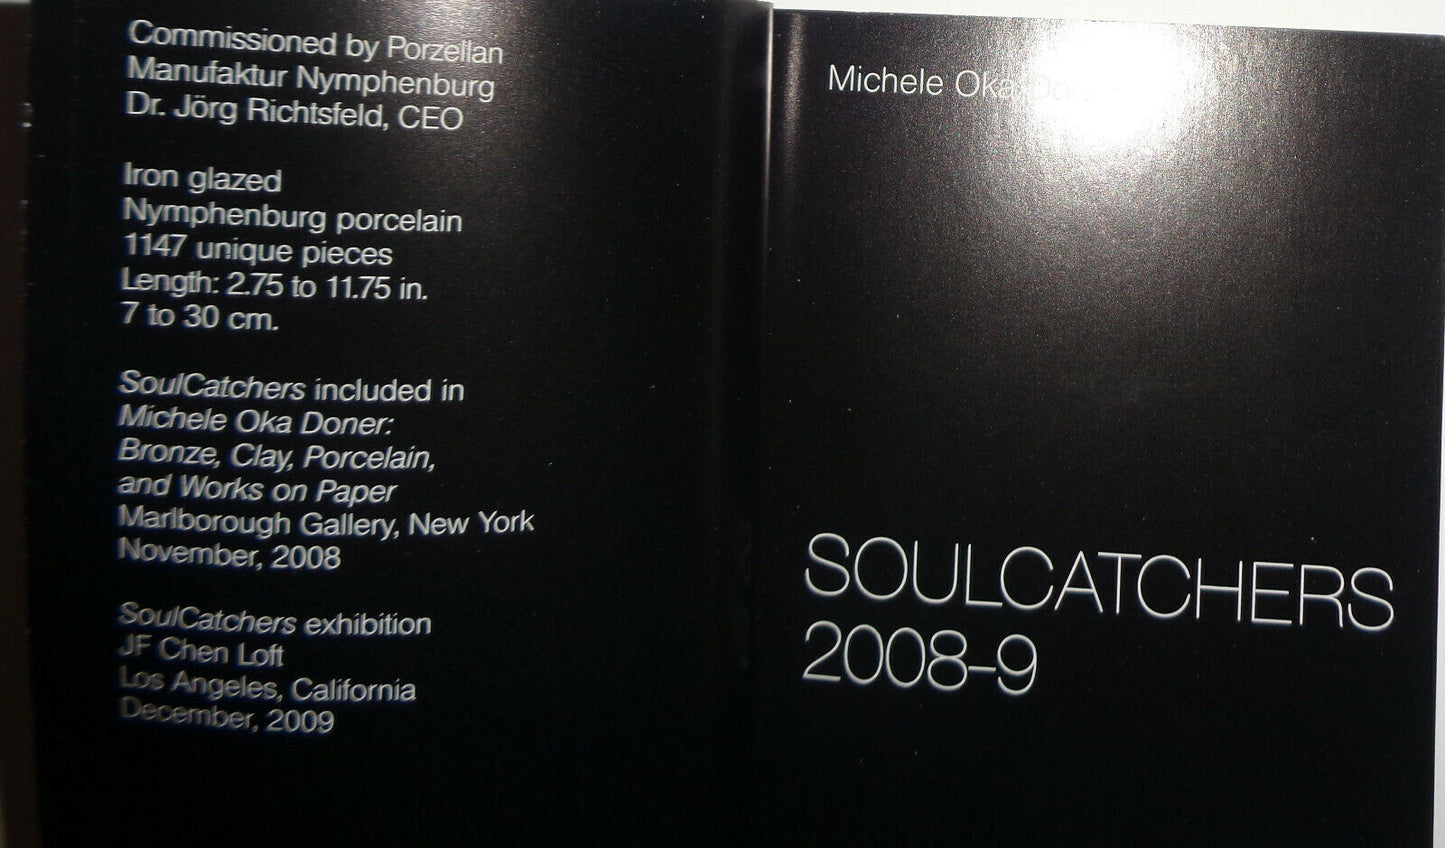 Commissioned by Porzellan
Manufaktur Nymphenburg
Dr. Jörg Richtsfeld, CEO
Iron glazed
Nymphenburg porcelain
1147 unique pieces
Length: 2.75 to 11.75 in.
7 to 30 cm.
SoulCatchers included in
Michele Oka Doner:
Bronze, Clay, Porcelain,
and Works on Paper
Marlborough Gallery, New York
November, 2008
SoulCatchers exhibition
JF Chen Loft
Los Angeles, California
December, 2009
Michele Oka Doner
SOULCATCHERS
2008–9